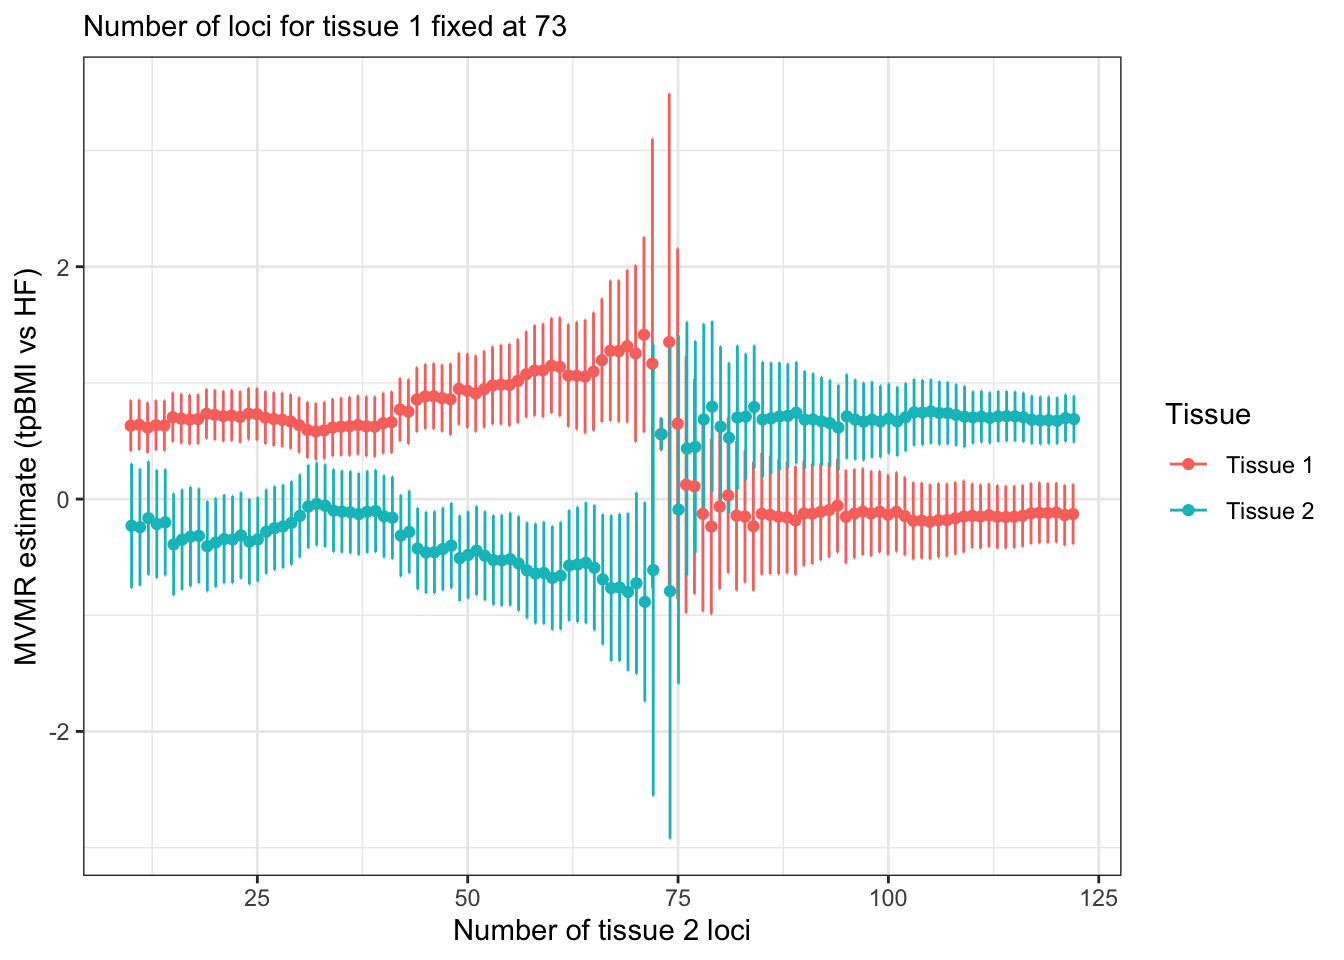 Number of loci for tissue 1 fixed at 73
MVMR estimate (tpBMI vs HF)
2
0
-2
25
50
75
100
125
Number of tissue 2 loci
Tissue
Tissue 1
Tissue 2